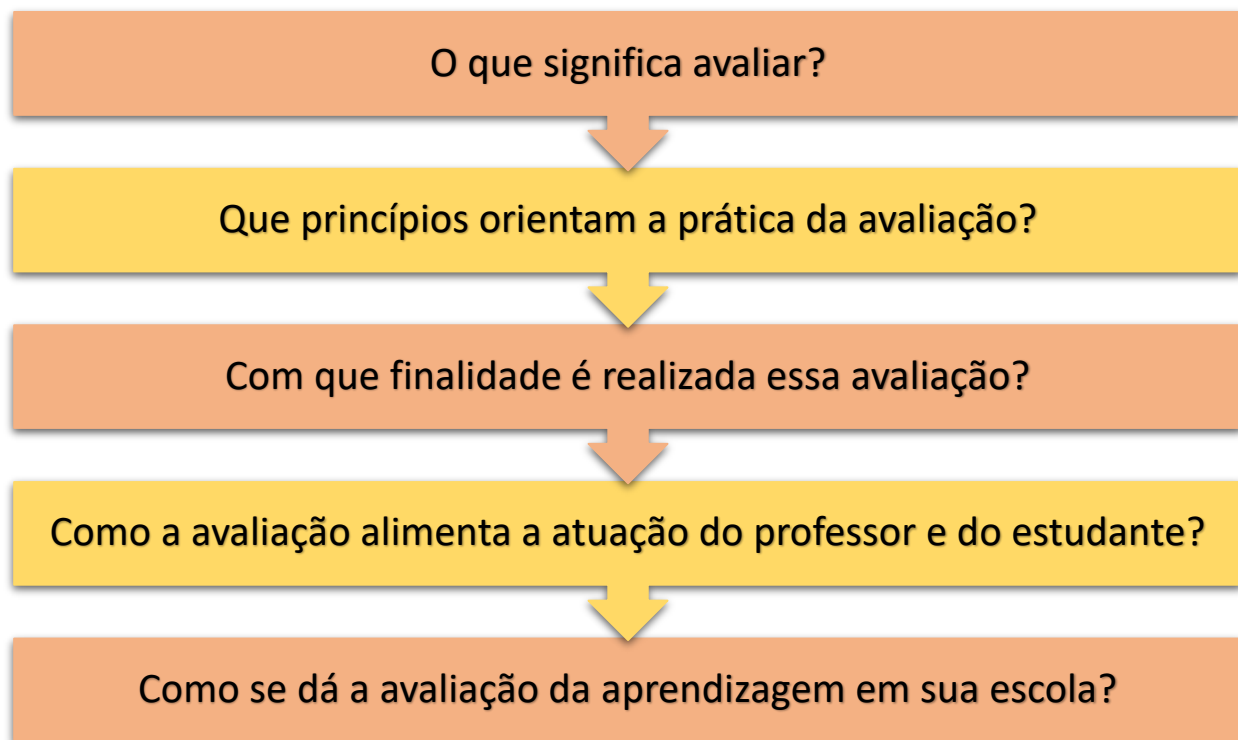 O que significa avaliar?
Que princípios orientam a prática da avaliação?
Com que finalidade é realizada essa avaliação?
Como a avaliação alimenta a atuação do professor e do estudante?
Como se dá a avaliação da aprendizagem em sua escola?